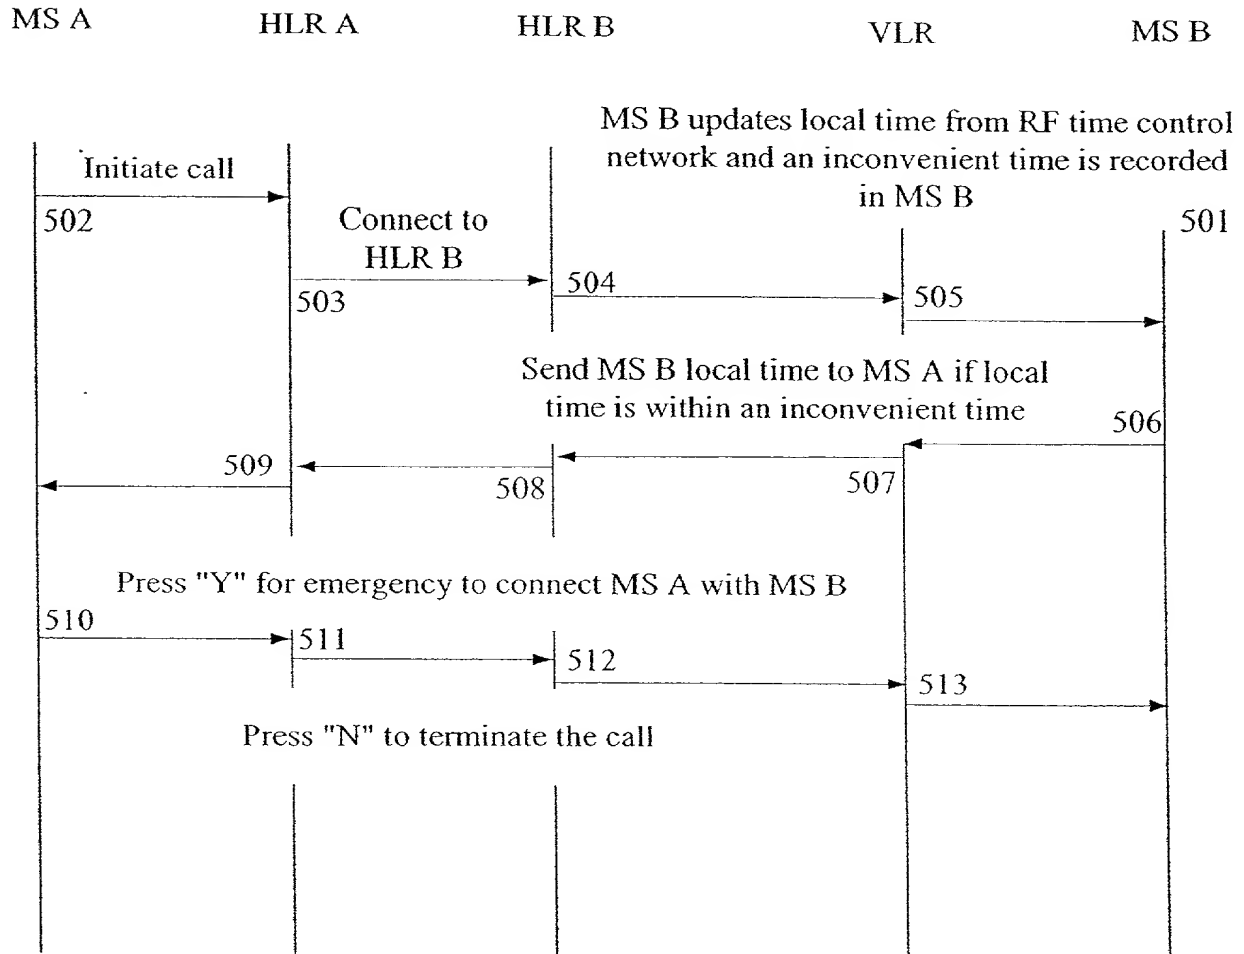 MS A
HLR A
HLR B
VLR
MS B
MS B updates local time from RF time control
network and an inconvenient time is recorded
in MS B
501
Initiate call
502
Connect to
HLR B
503
504
505
Send MS B local time to MS A if local
time is within an inconvenient time
506
507
508
509
Press "Y" for emergency to connect MS A with MS B
510
511
512
513
Press "N" to terminate the call